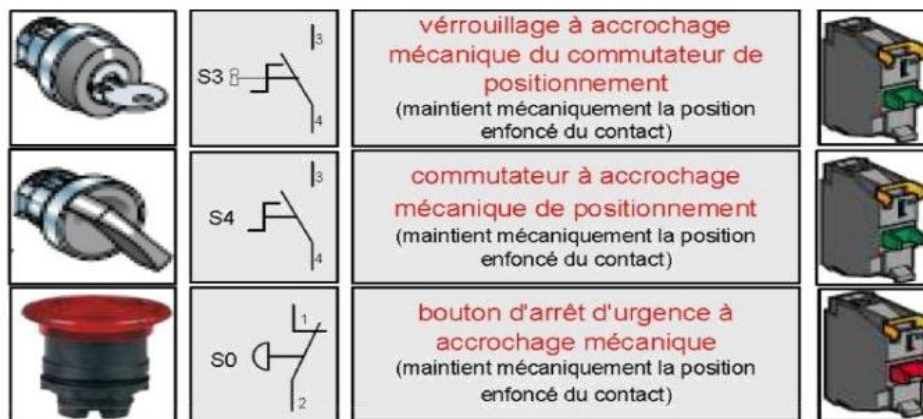 S3
3
4
vérrouillage à accrochage
mécanique du commutateur de
positionnement
(maintient mécaniquement la position
enfoncé du contact)
S4
3
4
commutateur à accrochage
mécanique de positionnement
(maintient mécaniquement la position
enfoncé du contact)
S0
1
2
bouton d'arrêt d'urgence à
accrochage mécanique
(maintient mécaniquement la position
enfoncé du contact)